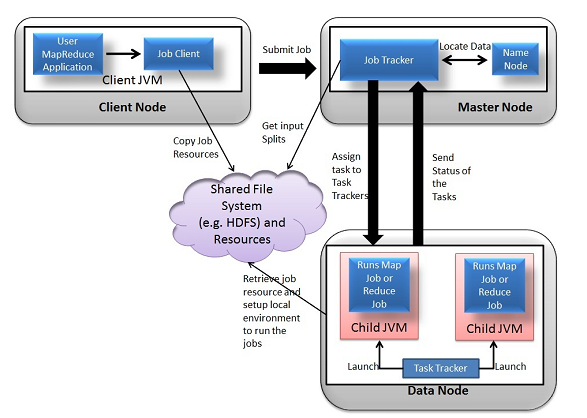 User
MapReduce
Application
Job Client
Client JVM
Client Node
Submit Job
Job Tracker
Locate Data
Name
Node
Master Node
Copy Job
Resources
Get input
Splits
Assign
task to
Task
Trackers
Send
Status of
the
Tasks
Shared File
System
(e.g. HDFS) and
Resources
Retrieve job
resource and
setup local
environment
to run the
jobs
Runs Map
Job or
Reduce
Job
Child JVM
Runs Map
Job or
Reduce
Job
Child JVM
Launch
Task Tracker
Launch
Data Node